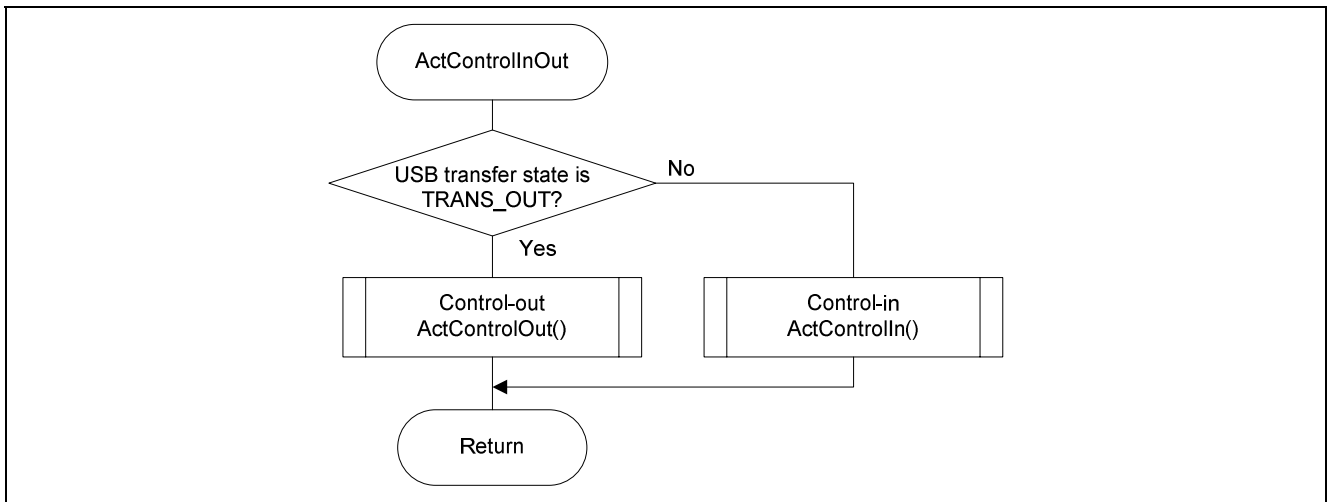 ActControlInOut
USB transfer state is
TRANS_OUT?
No
Yes
Control-out
ActControlOut()
Control-in
ActControlIn()
Return